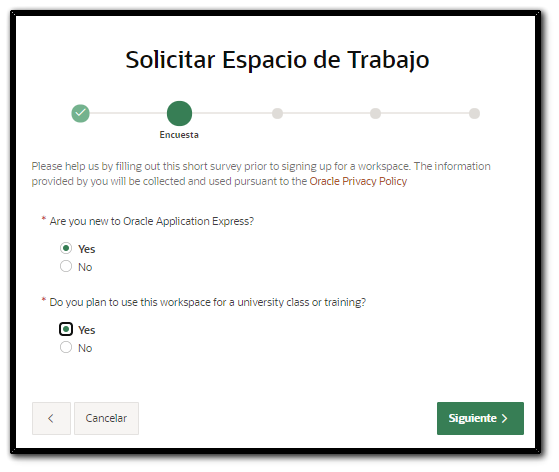 Solicitar Espacio de Trabajo
Encuesta
Please help us by filling out this short survey prior to signing up for a workspace. The information
provided by you will be collected and used pursuant to the Oracle Privacy Policy
* Are you new to Oracle Application Express?
Yes
No
* Do you plan to use this workspace for a university class or training?
Yes
No
Cancelar
Siguiente